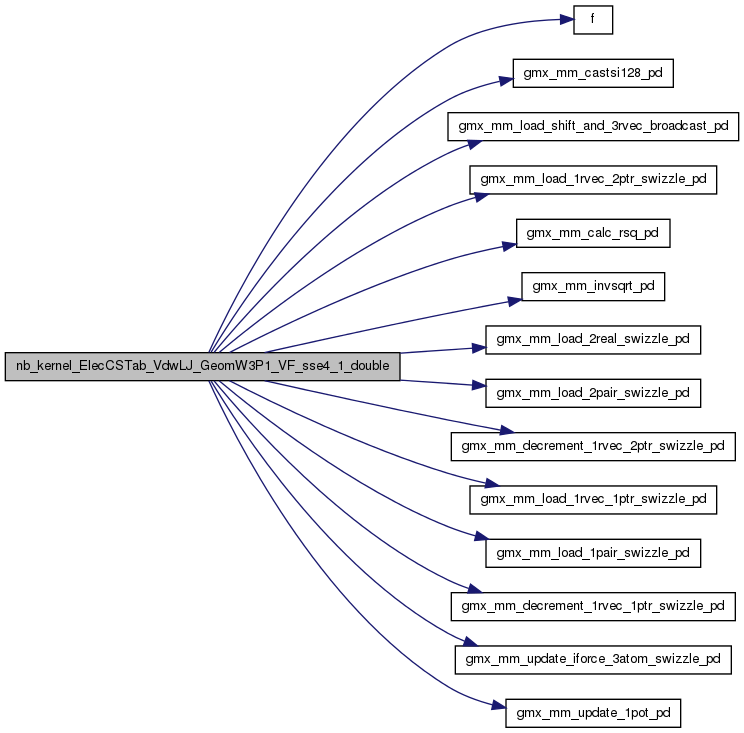 f
gmx_mm_castsi128_pd
gmx_mm_load_shift_and_3rvec_broadcast_pd
gmx_mm_load_1rvec_2ptr_swizzle_pd
gmx_mm_calc_rsq_pd
gmx_mm_invsqrt_pd
gmx_mm_load_2real_swizzle_pd
nb_kernel_ElecCSTab_VdwLJ_GeomW3P1_VF_sse4_1_double
gmx_mm_load_2pair_swizzle_pd
gmx_mm_decrement_1rvec_2ptr_swizzle_pd
gmx_mm_load_1rvec_1ptr_swizzle_pd
gmx_mm_load_1pair_swizzle_pd
gmx_mm_decrement_1rvec_1ptr_swizzle_pd
gmx_mm_update_iforce_3atom_swizzle_pd
gmx_mm_update_1pot_pd